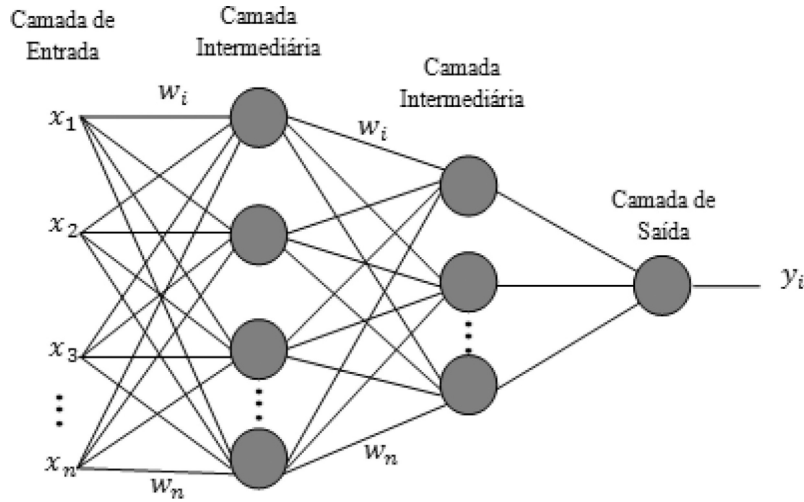 Camada de
Entrada
Camada
Intermediária
Camada
Intermediária
Camada de
Saída
x₁
x₂
x₃
xₙ
wᵢ
wₙ
wᵢ
wₙ
yᵢ